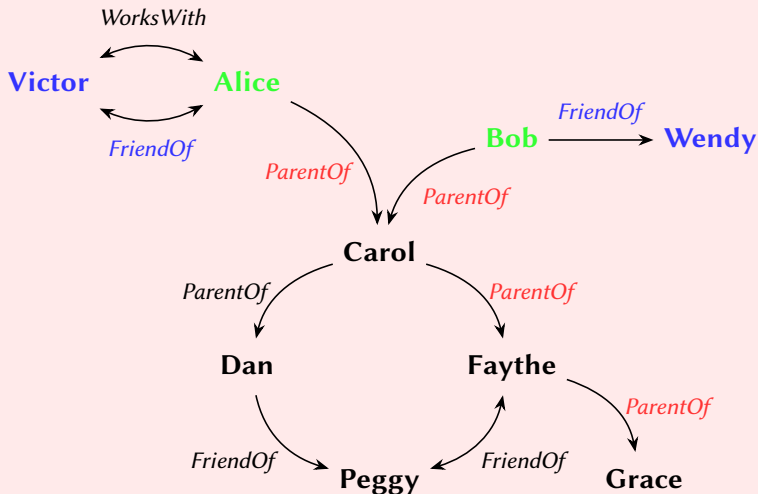 WorksWith
Victor
Alice
FriendOf
FriendOf
Bob
Wendy
ParentOf
ParentOf
Carol
ParentOf
ParentOf
Dan
Faythe
ParentOf
FriendOf
FriendOf
Peggy
Grace